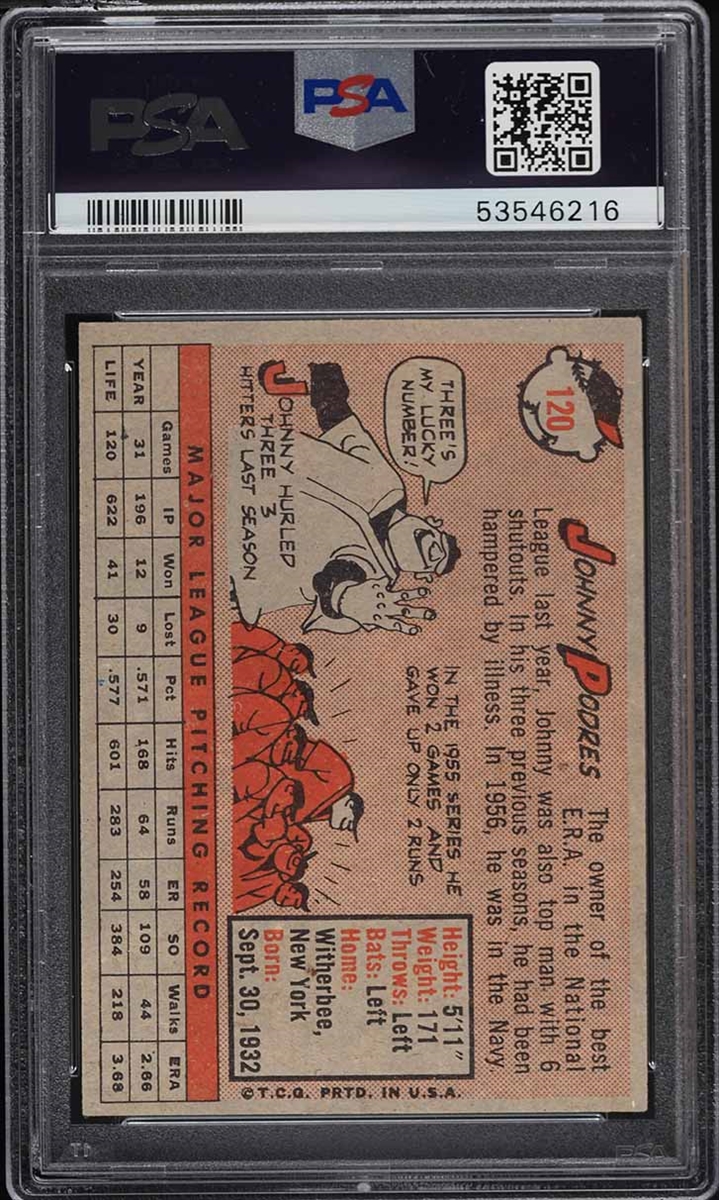 PSA
PSA
53546216
120
JOHNNY PODRES The owner of the best
E.R.A. in the National
League last year, Johnny was also top man with 6
shutouts. In his three previous seasons, he had been
hampered by illness. In 1956, he was in the Navy.
THREE'S
MY LUCKY
NUMBER!
JOHNNY HURLED
THREE 3
HITTERS LAST SEASON
IN THE 1955 SERIES HE
WON 2 GAMES AND
GAVE UP ONLY 2 RUNS
Height: 5'11"
Weight: 171
Throws: Left
Bats: Left
Home:
Witherbee,
New York
Born:
Sept. 30, 1932
©T.C.G. PRTD. IN U.S.A.
MAJOR LEAGUE PITCHING RECORD
Games IP Won Lost Pct Hits Runs ER SO Walks ERA
YEAR 31 196 12 9 .571 168 64 58 109 44 2.66
LIFE 120 622 41 30 .577 601 283 254 384 218 3.68
PSA